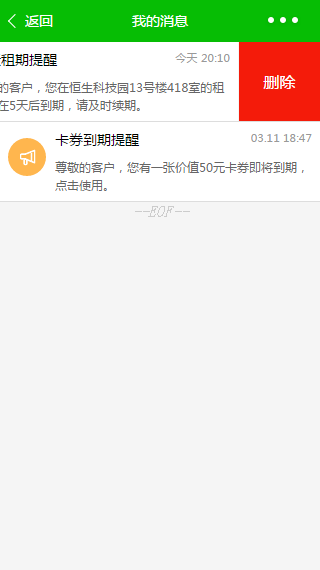 返回
我的消息
租期提醒
今天 20:10
的客户，您在恒生科技园13号楼418室的租
在5天后到期，请及时续期。
删除
卡券到期提醒
03.11 18:47
尊敬的客户，您有一张价值50元卡券即将到期，
点击使用。
--EOF--